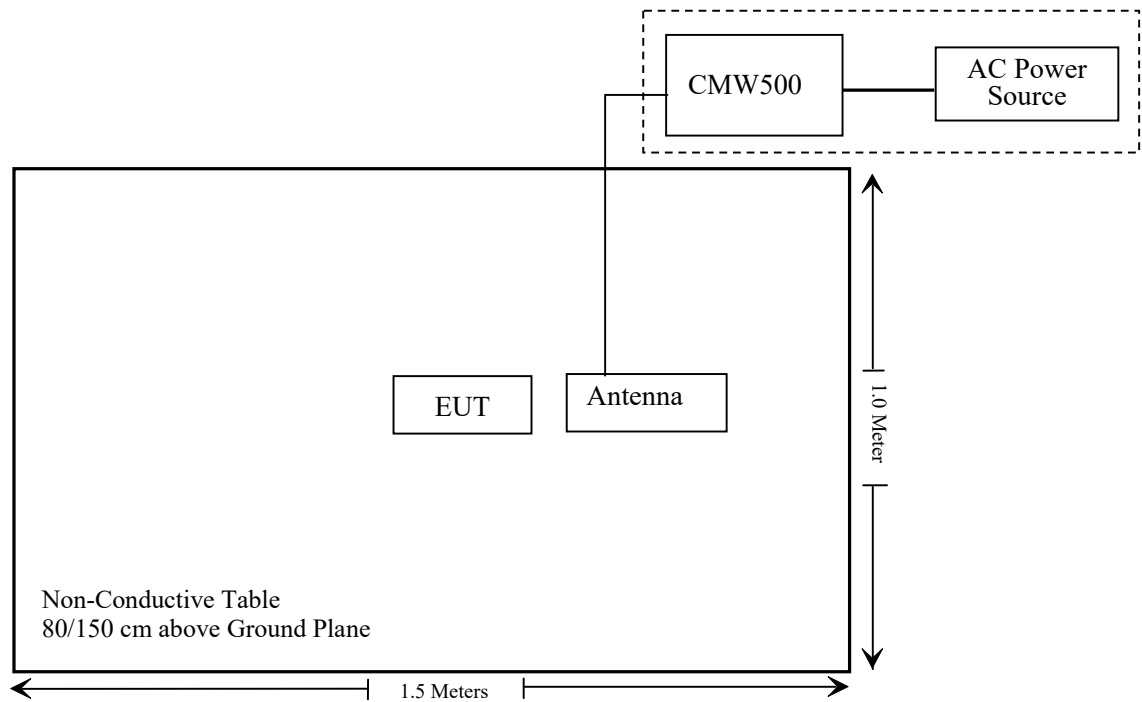 CMW500
AC Power
Source
EUT
Antenna
1.0 Meter
Non-Conductive Table
80/150 cm above Ground Plane
1.5 Meters